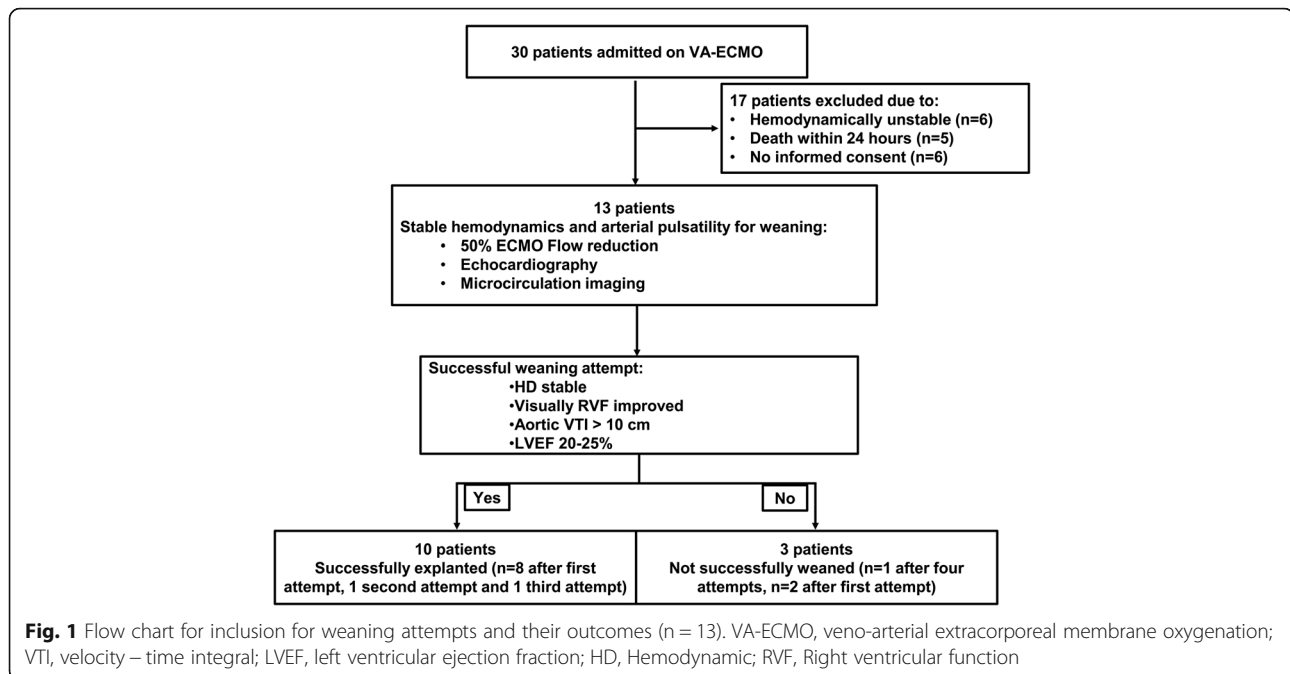 30 patients admitted on VA-ECMO
17 patients excluded due to:
• Hemodynamically unstable (n=6)
• Death within 24 hours (n=5)
• No informed consent (n=6)
13 patients
Stable hemodynamics and arterial pulsatility for weaning:
• 50% ECMO Flow reduction
• Echocardiography
• Microcirculation imaging
Successful weaning attempt:
•HD stable
•Visually RVF improved
•Aortic VTI > 10 cm
•LVEF 20-25%
Yes
No
10 patients
Successfully explanted (n=8 after first
attempt, 1 second attempt and 1 third attempt)
3 patients
Not successfully weaned (n=1 after four
attempts, n=2 after first attempt)
Fig. 1 Flow chart for inclusion for weaning attempts and their outcomes (n = 13). VA-ECMO, veno-arterial extracorporeal membrane oxygenation;
VTI, velocity – time integral; LVEF, left ventricular ejection fraction; HD, Hemodynamic; RVF, Right ventricular function